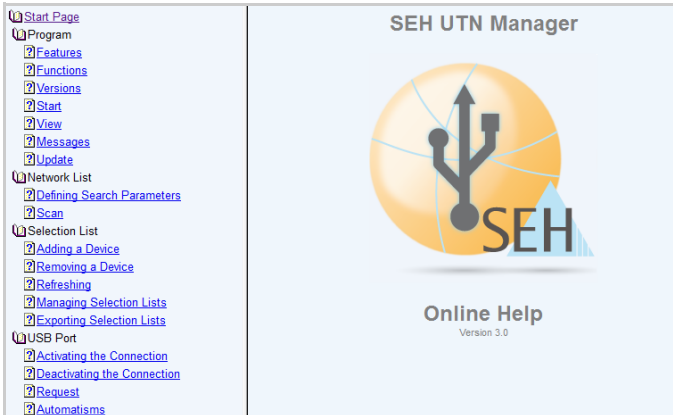 Start Page
Program
Features
Functions
Versions
Start
View
Messages
Update
Network List
Defining Search Parameters
Scan
Selection List
Adding a Device
Removing a Device
Refreshing
Managing Selection Lists
Exporting Selection Lists
USB Port
Activating the Connection
Deactivating the Connection
Request
Automatisms
SEH UTN Manager
SEH
Online Help
Version 3.0